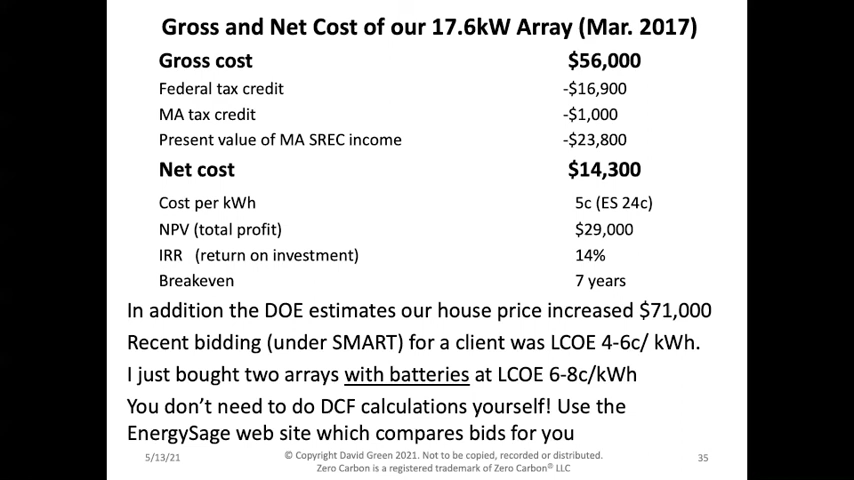 Gross and Net Cost of our 17.6kW Array (Mar. 2017)
Gross cost $56,000
Federal tax credit -$16,900
MA tax credit -$1,000
Present value of MA SREC income -$23,800
Net cost $14,300
Cost per kWh 5c (ES 24c)
NPV (total profit) $29,000
IRR (return on investment) 14%
Breakeven 7 years
In addition the DOE estimates our house price increased $71,000
Recent bidding (under SMART) for a client was LCOE 4-6c/ kWh.
I just bought two arrays with batteries at LCOE 6-8c/kWh
You don’t need to do DCF calculations yourself! Use the
EnergySage web site which compares bids for you
5/13/21
© Copyright David Green 2021. Not to be copied, recorded or distributed.
Zero Carbon is a registered trademark of Zero Carbon® LLC
35